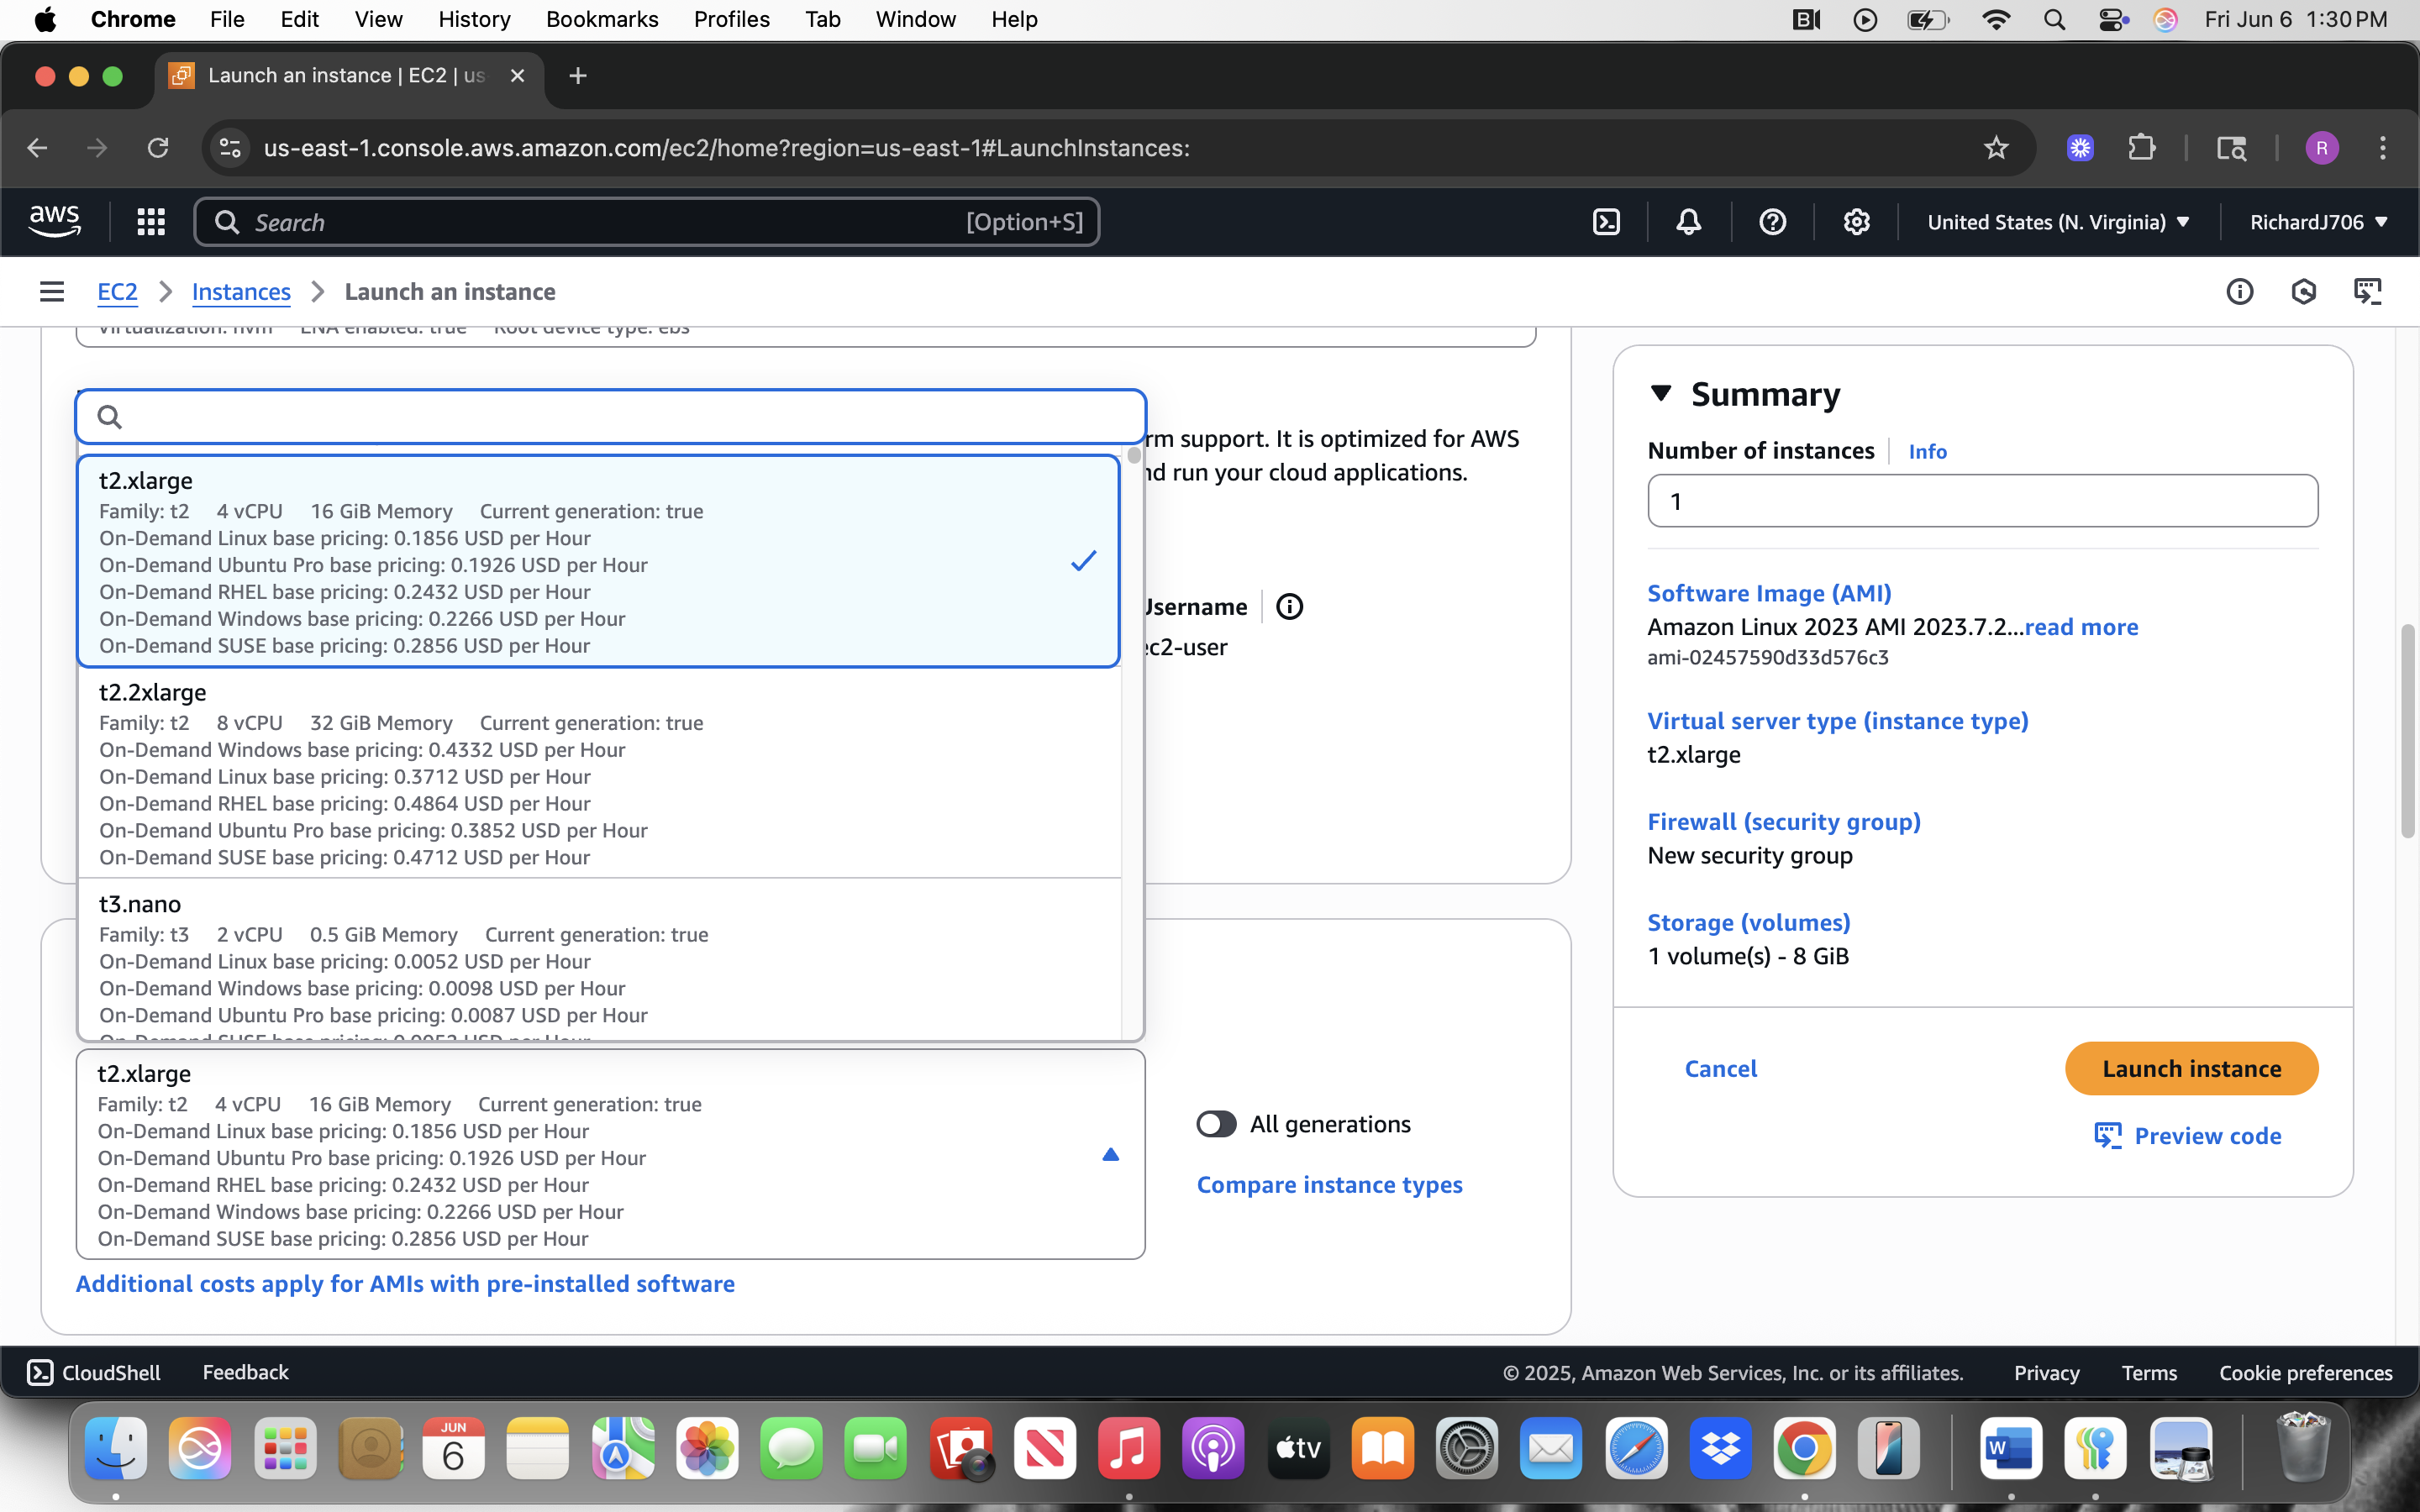 Chrome File Edit View History Bookmarks Profiles Tab Window Help Fri Jun 6 1:30 PM
Launch an instance | EC2 | us
us-east-1.console.aws.amazon.com/ec2/home?region=us-east-1#LaunchInstances:
R
aws Search [Option+S] United States (N. Virginia) RichardJ706
EC2 Instances Launch an instance
Virtualization: hvm ENA enabled: true Root device type: ebs
rm support. It is optimized for AWS
nd run your cloud applications.
Username
ec2-user
t2.xlarge
Family: t2 4 vCPU 16 GiB Memory Current generation: true
On-Demand Linux base pricing: 0.1856 USD per Hour
On-Demand Ubuntu Pro base pricing: 0.1926 USD per Hour
On-Demand RHEL base pricing: 0.2432 USD per Hour
On-Demand Windows base pricing: 0.2266 USD per Hour
On-Demand SUSE base pricing: 0.2856 USD per Hour
t2.2xlarge
Family: t2 8 vCPU 32 GiB Memory Current generation: true
On-Demand Windows base pricing: 0.4332 USD per Hour
On-Demand Linux base pricing: 0.3712 USD per Hour
On-Demand RHEL base pricing: 0.4864 USD per Hour
On-Demand Ubuntu Pro base pricing: 0.3852 USD per Hour
On-Demand SUSE base pricing: 0.4712 USD per Hour
t3.nano
Family: t3 2 vCPU 0.5 GiB Memory Current generation: true
On-Demand Linux base pricing: 0.0052 USD per Hour
On-Demand Windows base pricing: 0.0098 USD per Hour
On-Demand Ubuntu Pro base pricing: 0.0087 USD per Hour
t2.xlarge
Family: t2 4 vCPU 16 GiB Memory Current generation: true
On-Demand Linux base pricing: 0.1856 USD per Hour
On-Demand Ubuntu Pro base pricing: 0.1926 USD per Hour
On-Demand RHEL base pricing: 0.2432 USD per Hour
On-Demand Windows base pricing: 0.2266 USD per Hour
On-Demand SUSE base pricing: 0.2856 USD per Hour
All generations
Compare instance types
Additional costs apply for AMIs with pre-installed software
Summary
Number of instances Info
1
Software Image (AMI)
Amazon Linux 2023 AMI 2023.7.2...read more
ami-02457590d33d576c3
Virtual server type (instance type)
t2.xlarge
Firewall (security group)
New security group
Storage (volumes)
1 volume(s) - 8 GiB
Cancel Launch instance
Preview code
CloudShell Feedback © 2025, Amazon Web Services, Inc. or its affiliates. Privacy Terms Cookie preferences
JUN
6
tv
W